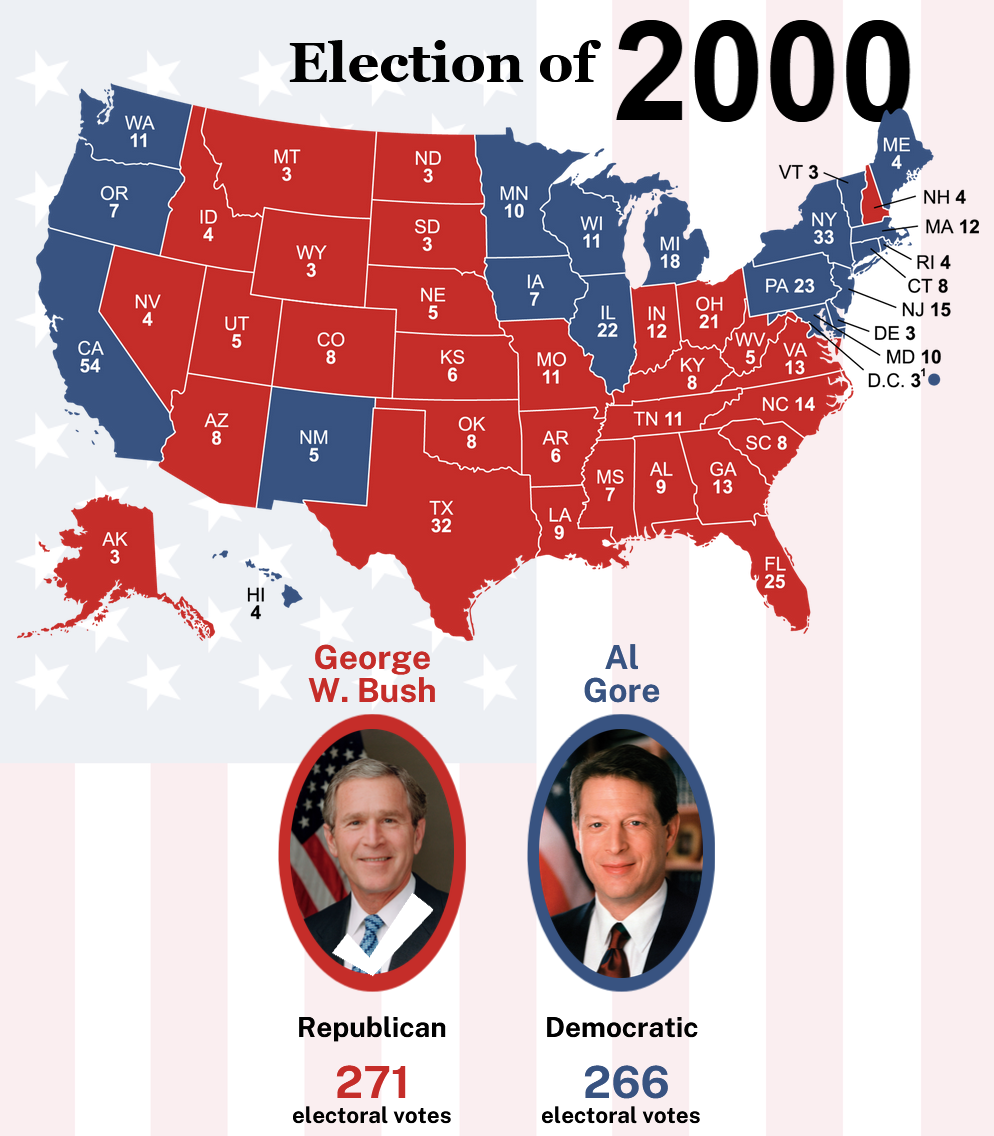 Election of 2000
WA
11
OR
7
CA
54
NV
4
ID
4
MT
3
WY
3
UT
5
CO
8
AZ
8
NM
5
ND
3
SD
3
NE
5
KS
6
OK
8
TX
32
MN
10
IA
7
MO
11
AR
6
LA
9
WI
11
IL
22
MI
18
IN
12
OH
21
KY
8
TN 11
MS
7
AL
9
GA
13
FL
25
SC 8
NC 14
VA
13
WV
5
PA 23
NY
33
VT 3
ME
4
NH 4
MA 12
RI 4
CT 8
NJ 15
DE 3
MD 10
D.C. 3¹
AK
3
HI
4
George
W. Bush
Al
Gore
Republican
Democratic
271
266
electoral votes
electoral votes